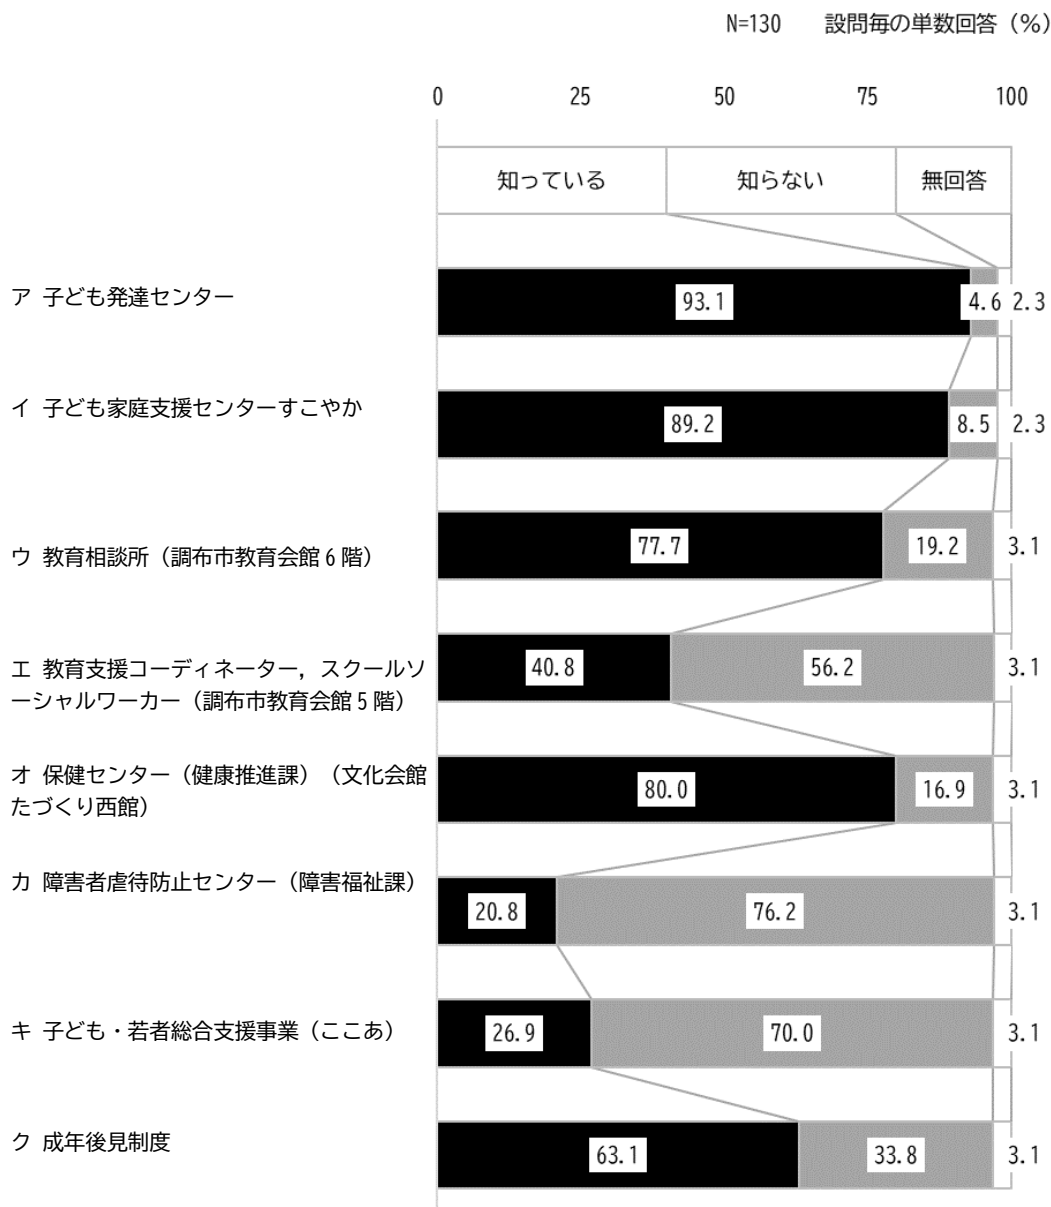 N=130　設問毎の単数回答（％）
0 25 50 75 100
知っている 知らない 無回答
ア 子ども発達センター
93.1 4.6 2.3
イ 子ども家庭支援センターすこやか
89.2 8.5 2.3
ウ 教育相談所（調布市教育会館６階）
77.7 19.2 3.1
エ 教育支援コーディネーター，スクールソ
ーシャルワーカー（調布市教育会館５階）
40.8 56.2 3.1
オ 保健センター（健康推進課）（文化会館
たづくり西館）
80.0 16.9 3.1
カ 障害者虐待防止センター（障害福祉課）
20.8 76.2 3.1
キ 子ども・若者総合支援事業（ここあ）
26.9 70.0 3.1
ク 成年後見制度
63.1 33.8 3.1